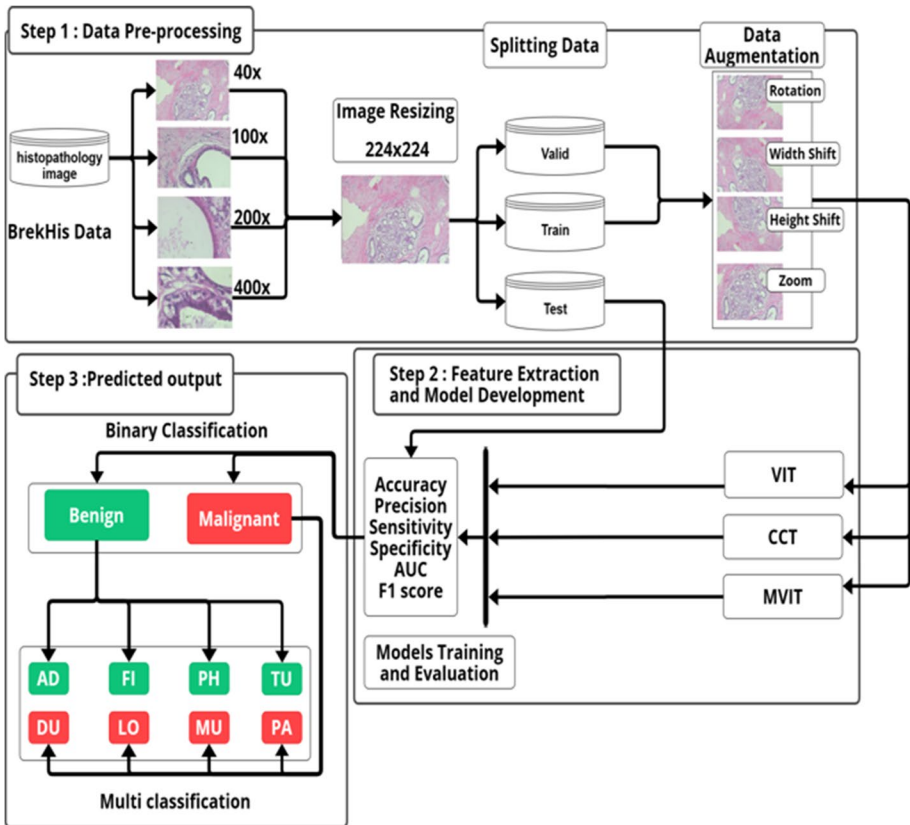 Step 1 : Data Pre-processing
Splitting Data
Data
Augmentation
histopathology
image
BrekHis Data
40x
100x
200x
400x
Image Resizing
224x224
Valid
Train
Test
Rotation
Width Shift
Height Shift
Zoom
Step 2 : Feature Extraction
and Model Development
VIT
CCT
MVIT
Accuracy
Precision
Sensitivity
Specificity
AUC
F1 score
Models Training
and Evaluation
Step 3 :Predicted output
Binary Classification
Benign
Malignant
AD
FI
PH
TU
DU
LO
MU
PA
Multi classification